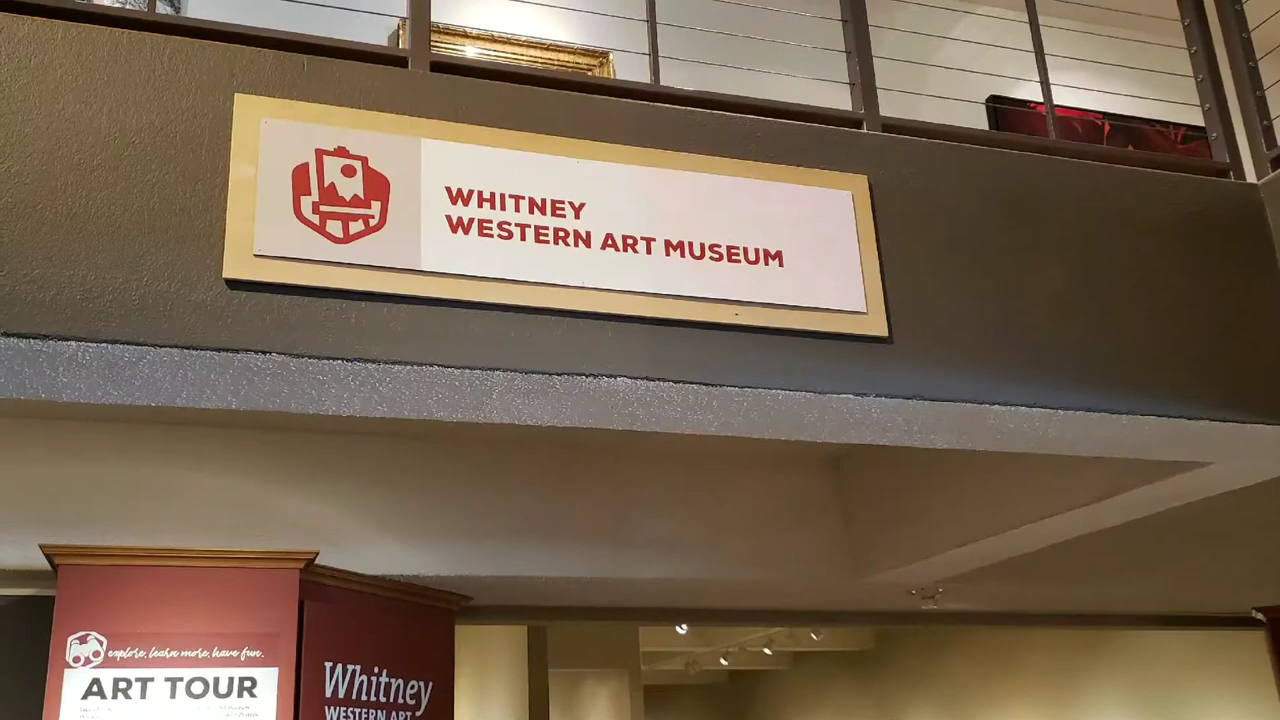 WHITNEY
WESTERN ART MUSEUM
explore. learn more. have fun.
ART TOUR
Whitney
WESTERN ART